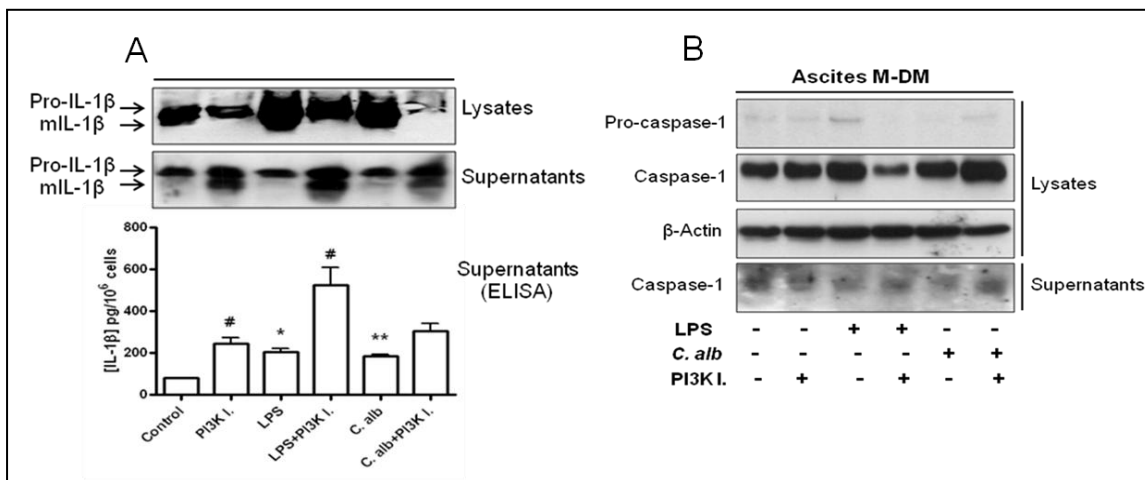 A
Pro-IL-1β
mIL-1β
Lysates
Pro-IL-1β
mIL-1β
Supernatants
800
600
400
200
0
[IL-1β] pg/10⁶ cells
#
*
#
**
Supernatants
(ELISA)
Control
PI3K I.
LPS
LPS+PI3K I.
C. alb
C. alb+PI3K I.
B
Ascites M-DM
Pro-caspase-1
Caspase-1
β-Actin
Lysates
Caspase-1
Supernatants
LPS - - + + - -
C. alb - - - - + +
PI3K I. - + - + - +